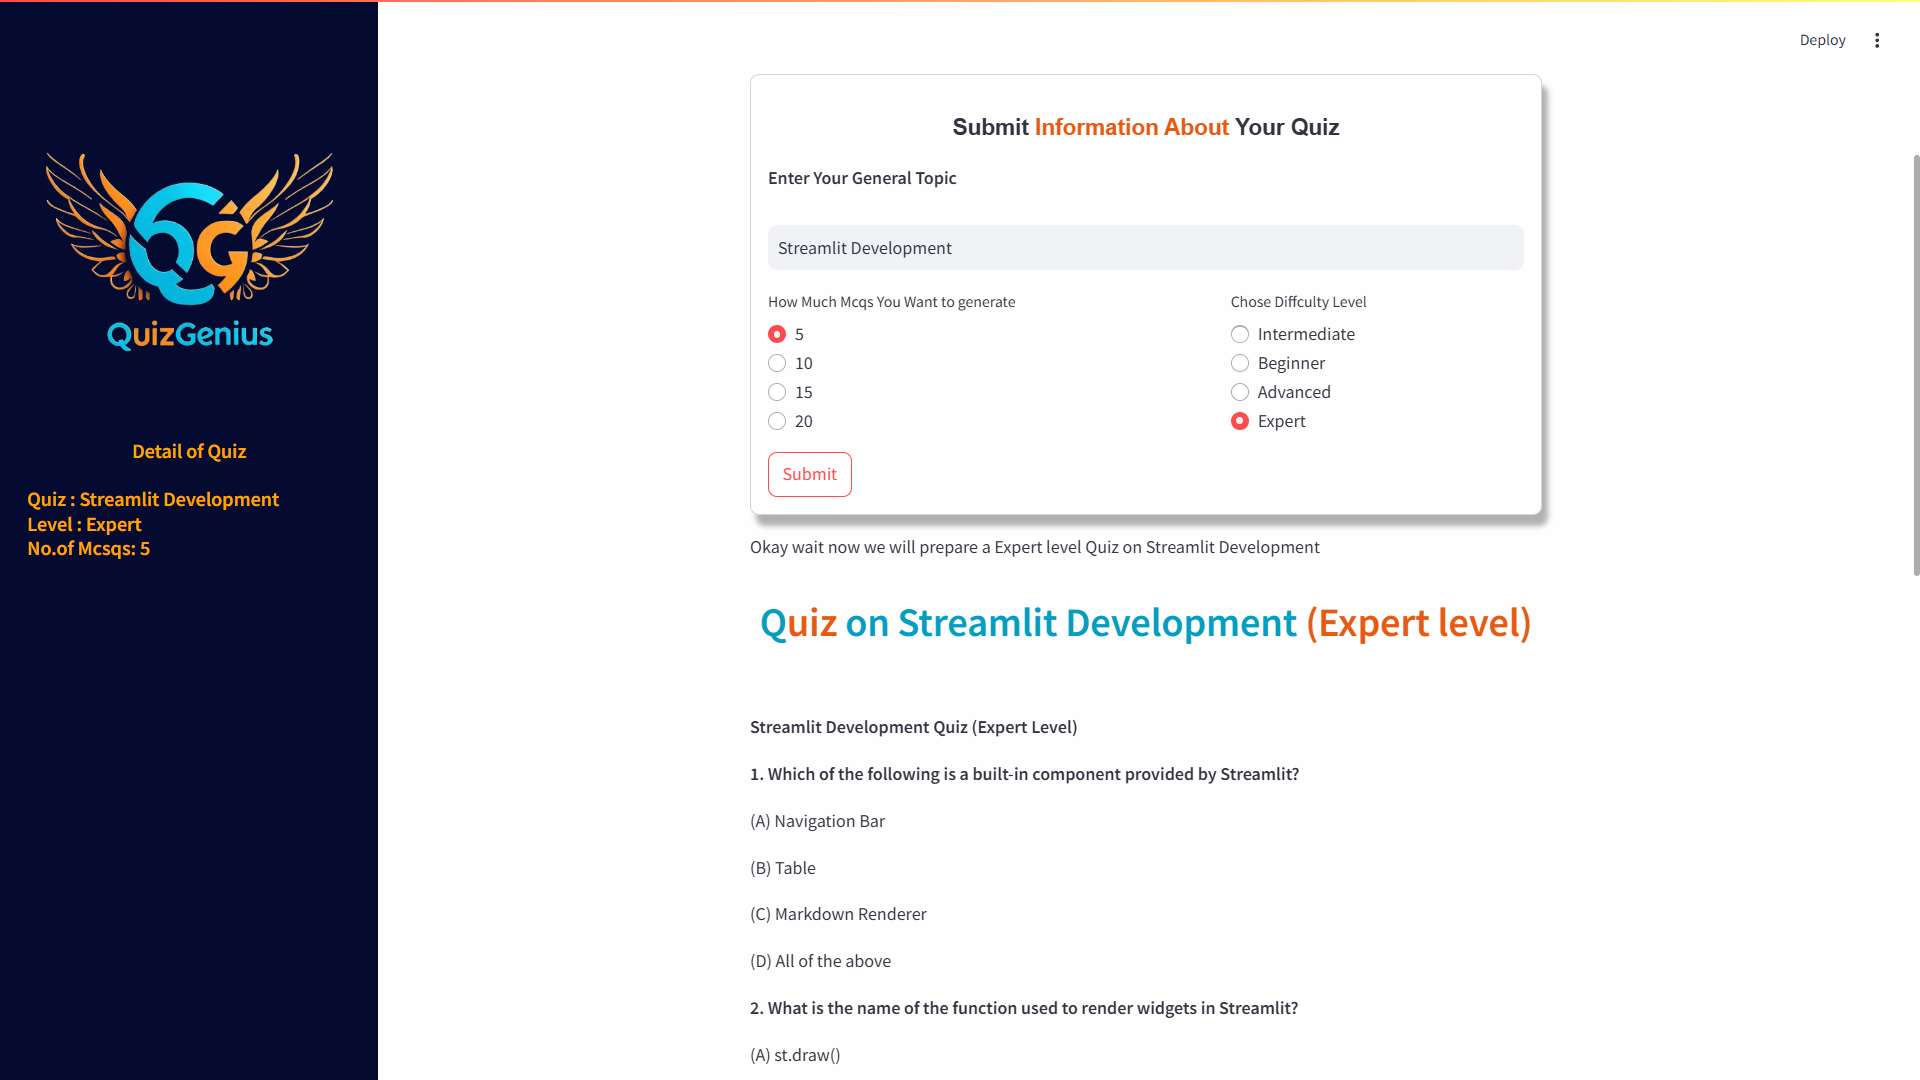 Deploy
QG
QuizGenius
Detail of Quiz
Quiz : Streamlit Development
Level : Expert
No.of Mcsqs: 5
Submit Information About Your Quiz
Enter Your General Topic
Streamlit Development
How Much Mcqs You Want to generate
5
10
15
20
Chose Diffculty Level
Intermediate
Beginner
Advanced
Expert
Submit
Okay wait now we will prepare a Expert level Quiz on Streamlit Development
Quiz on Streamlit Development (Expert level)
Streamlit Development Quiz (Expert Level)
1. Which of the following is a built-in component provided by Streamlit?
(A) Navigation Bar
(B) Table
(C) Markdown Renderer
(D) All of the above
2. What is the name of the function used to render widgets in Streamlit?
(A) st.draw()